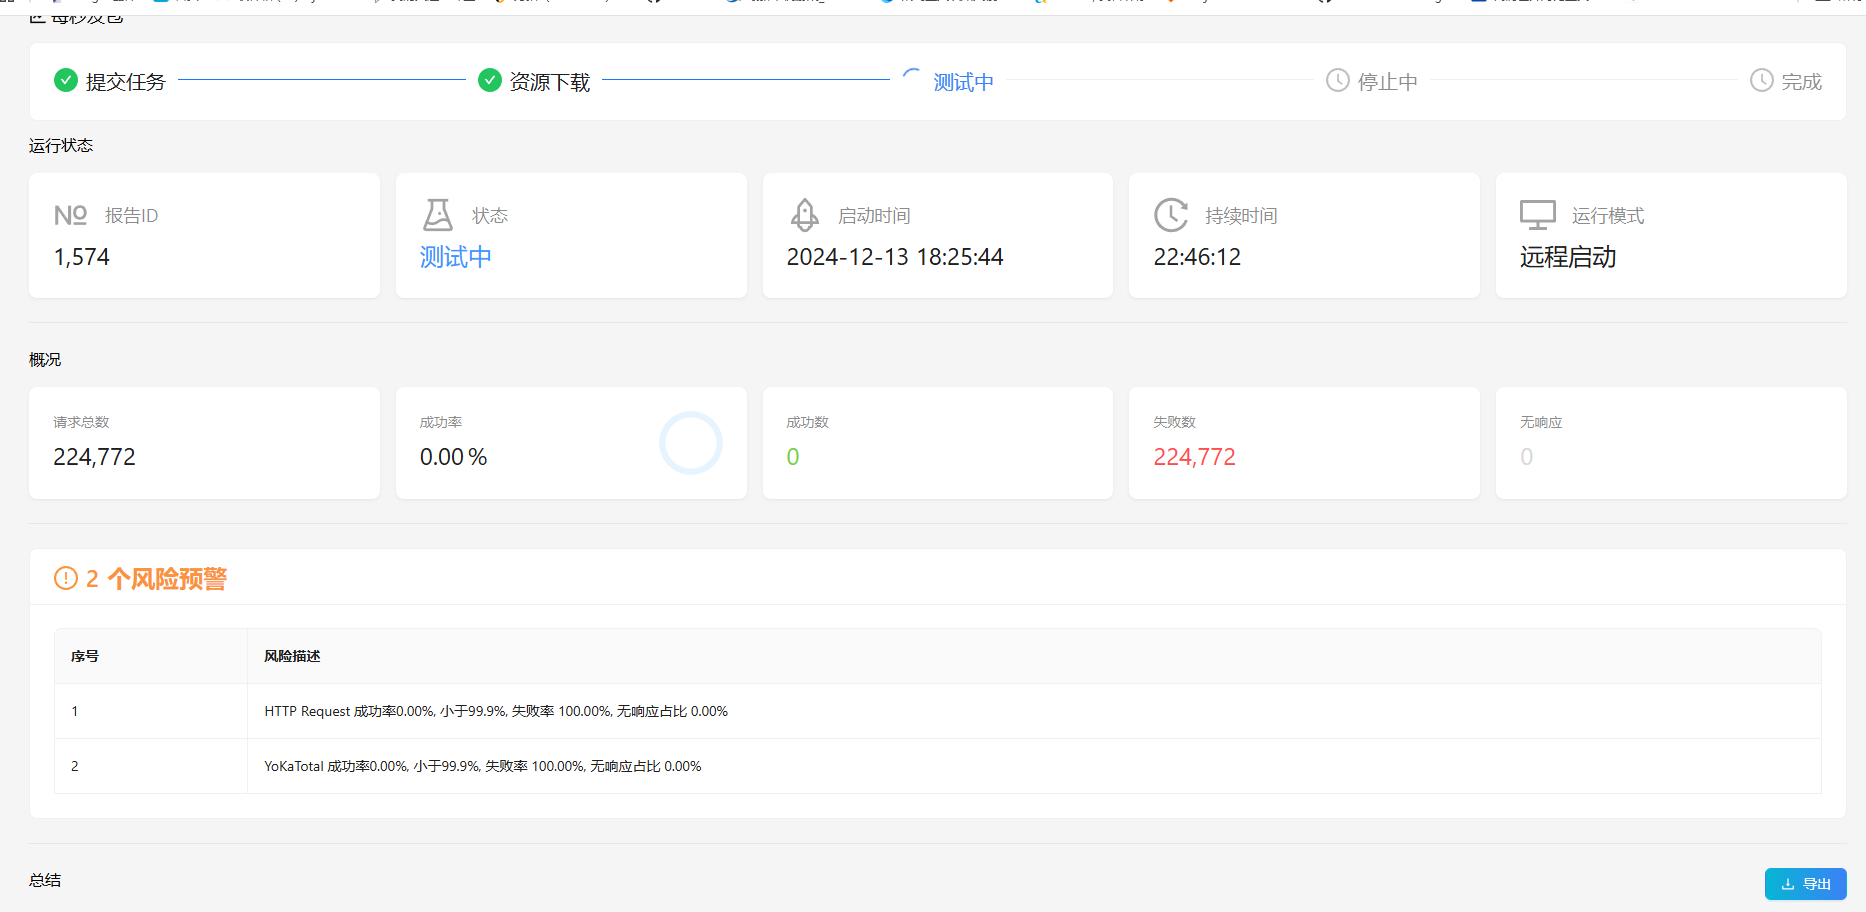 每秒发包
提交任务
资源下载
测试中
停止中
完成
运行状态
报告ID
1,574
状态
测试中
启动时间
2024-12-13 18:25:44
持续时间
22:46:12
运行模式
远程启动
概况
请求总数
224,772
成功率
0.00 %
成功数
0
失败数
224,772
无响应
0
2 个风险预警
序号 风险描述
1 HTTP Request 成功率0.00%, 小于99.9%, 失败率 100.00%, 无响应占比 0.00%
2 YoKaTotal 成功率0.00%, 小于99.9%, 失败率 100.00%, 无响应占比 0.00%
总结
导出